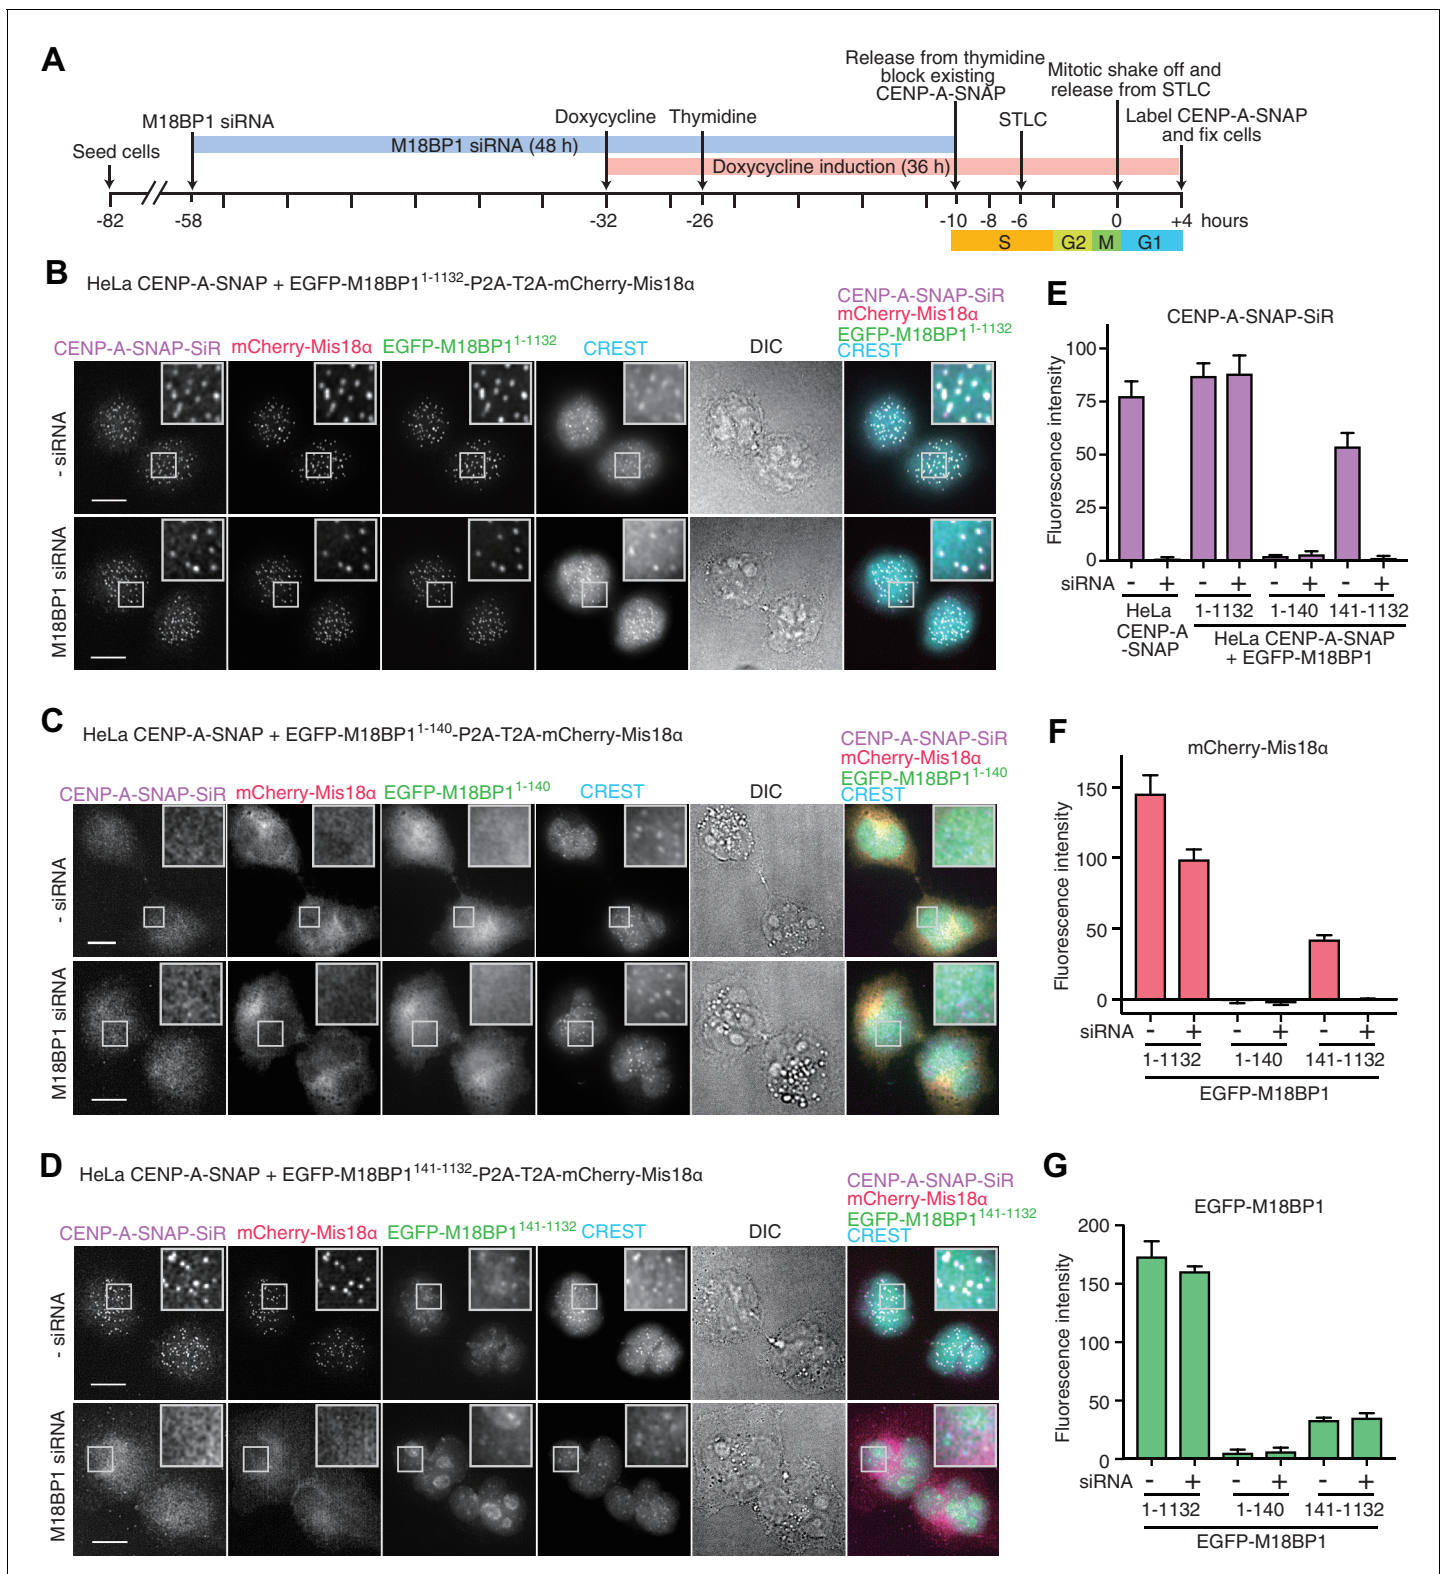 A
Release from thymidine
block existing
CENP-A-SNAP
Mitotic shake off and
release from STLC
M18BP1 siRNA
Doxycycline
Thymidine
STLC
Label CENP-A-SNAP
and fix cells
Seed cells
M18BP1 siRNA (48 h)
Doxycycline induction (36 h)
-82 -58 -32 -26 -10 -8 -6 0 +4 hours
S G2 M G1
B
HeLa CENP-A-SNAP + EGFP-M18BP1¹⁻¹¹³²-P2A-T2A-mCherry-Mis18α
CENP-A-SNAP-SiR
mCherry-Mis18α
EGFP-M18BP1¹⁻¹¹³²
CREST
CENP-A-SNAP-SiR mCherry-Mis18α EGFP-M18BP1¹⁻¹¹³² CREST DIC
- siRNA
M18BP1 siRNA
C
HeLa CENP-A-SNAP + EGFP-M18BP1¹⁻¹⁴⁰-P2A-T2A-mCherry-Mis18α
CENP-A-SNAP-SiR
mCherry-Mis18α
EGFP-M18BP1¹⁻¹⁴⁰
CREST
CENP-A-SNAP-SiR mCherry-Mis18α EGFP-M18BP1¹⁻¹⁴⁰ CREST DIC
- siRNA
M18BP1 siRNA
D
HeLa CENP-A-SNAP + EGFP-M18BP1¹⁴¹⁻¹¹³²-P2A-T2A-mCherry-Mis18α
CENP-A-SNAP-SiR
mCherry-Mis18α
EGFP-M18BP1¹⁴¹⁻¹¹³²
CREST
CENP-A-SNAP-SiR mCherry-Mis18α EGFP-M18BP1¹⁴¹⁻¹¹³² CREST DIC
- siRNA
M18BP1 siRNA
E
CENP-A-SNAP-SiR
Fluorescence intensity
100
75
50
25
0
siRNA - + - + - + - +
HeLa
CENP-A
-SNAP
1-1132 1-140 141-1132
HeLa CENP-A-SNAP
+ EGFP-M18BP1
F
mCherry-Mis18α
Fluorescence intensity
150
100
50
0
siRNA - + - + - +
1-1132 1-140 141-1132
EGFP-M18BP1
G
EGFP-M18BP1
Fluorescence intensity
200
150
100
50
0
siRNA - + - + - +
1-1132 1-140 141-1132
EGFP-M18BP1